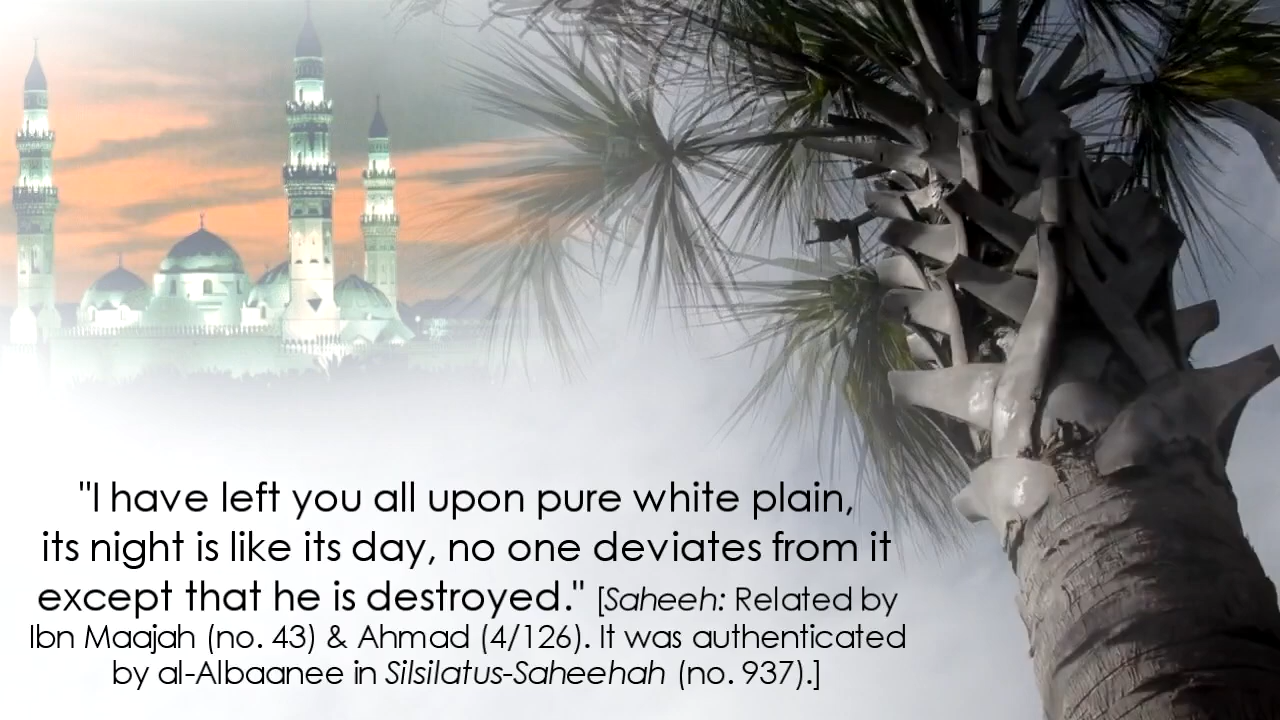 "I have left you all upon pure white plain,
its night is like its day, no one deviates from it
except that he is destroyed." [Saheeh: Related by
Ibn Maajah (no. 43) & Ahmad (4/126). It was authenticated
by al-Albaanee in Silsilatus-Saheehah (no. 937).]